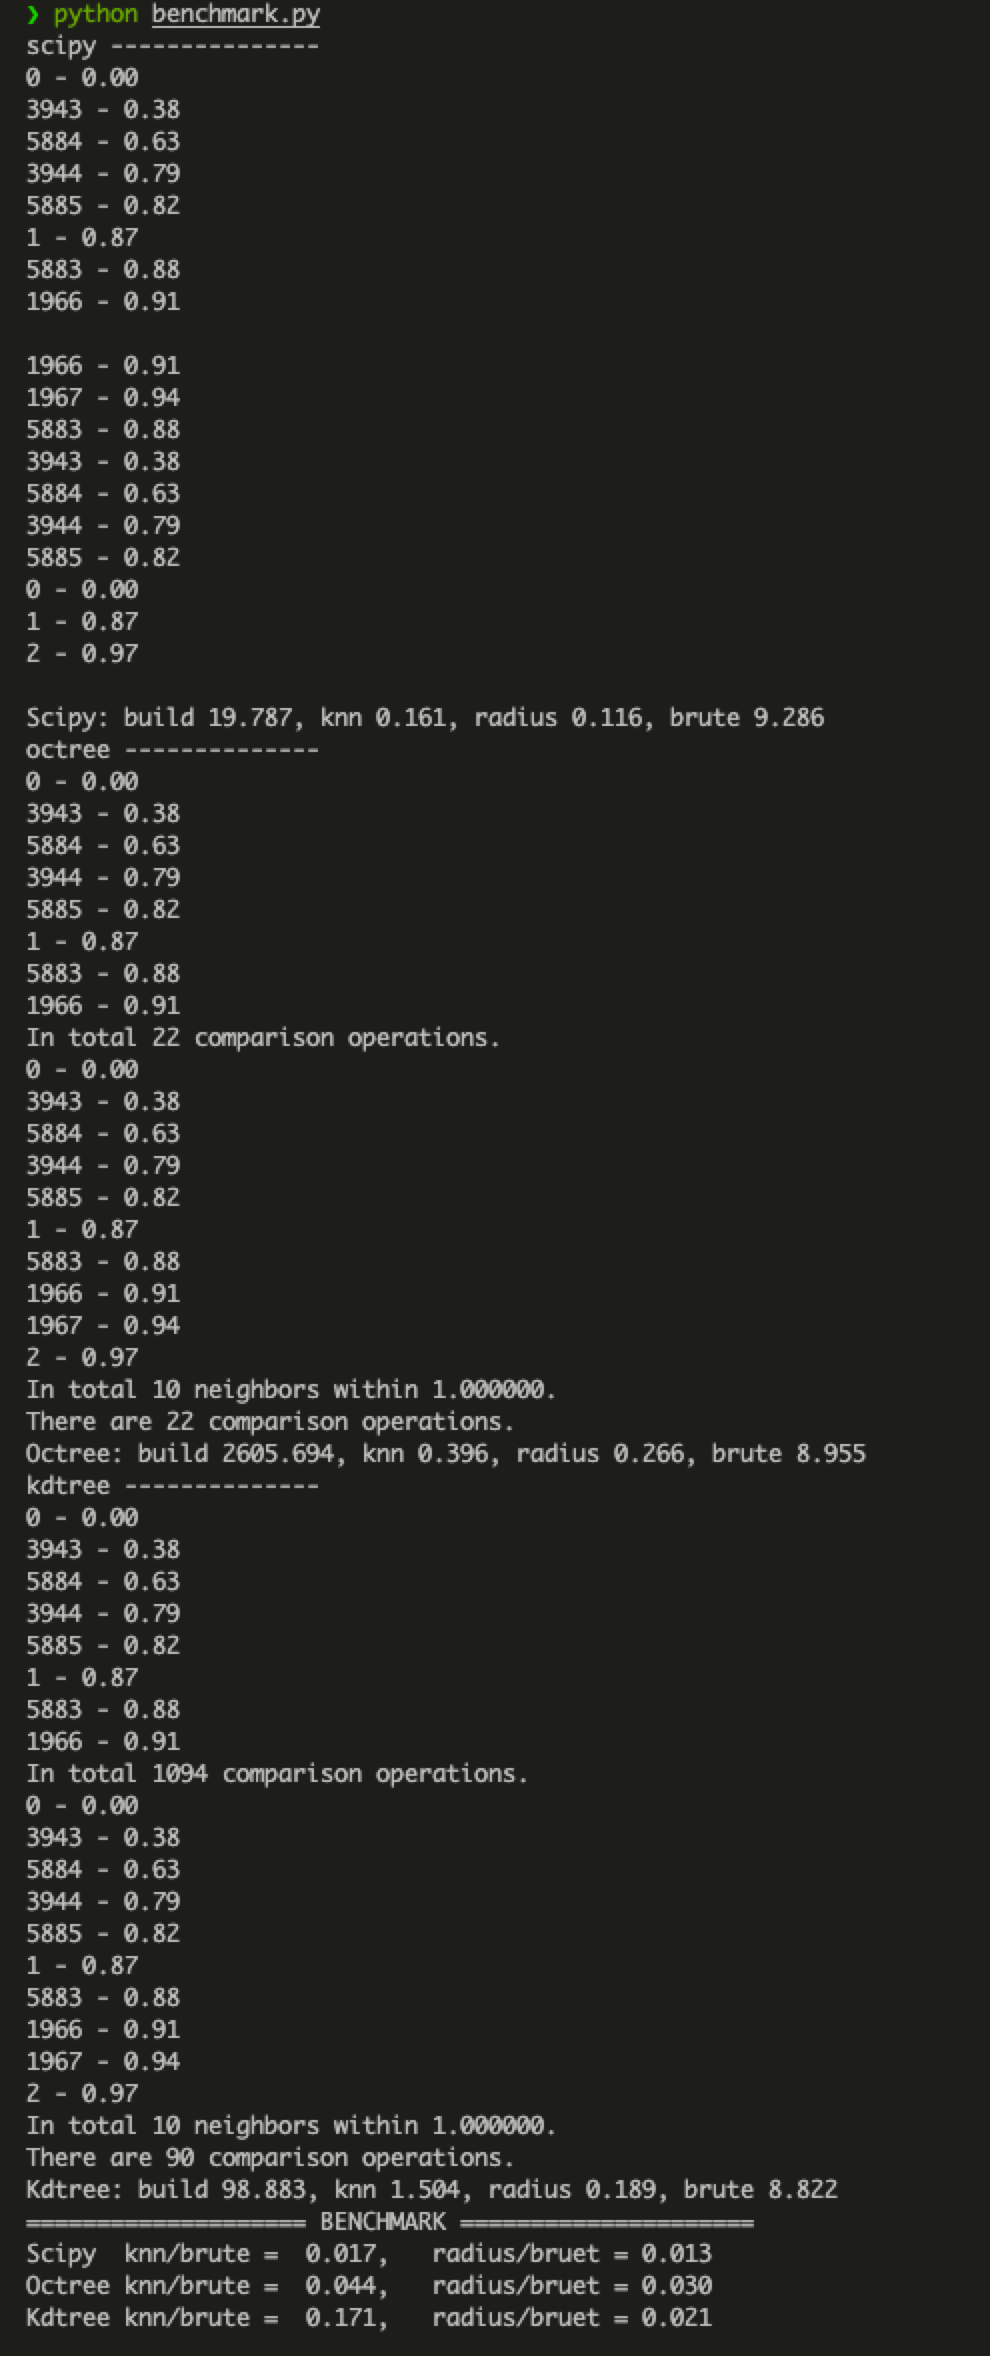 ❯ python benchmark.py
scipy ---------------
0 - 0.00
3943 - 0.38
5884 - 0.63
3944 - 0.79
5885 - 0.82
1 - 0.87
5883 - 0.88
1966 - 0.91

1966 - 0.91
1967 - 0.94
5883 - 0.88
3943 - 0.38
5884 - 0.63
3944 - 0.79
5885 - 0.82
0 - 0.00
1 - 0.87
2 - 0.97

Scipy: build 19.787, knn 0.161, radius 0.116, brute 9.286
octree --------------
0 - 0.00
3943 - 0.38
5884 - 0.63
3944 - 0.79
5885 - 0.82
1 - 0.87
5883 - 0.88
1966 - 0.91
In total 22 comparison operations.
0 - 0.00
3943 - 0.38
5884 - 0.63
3944 - 0.79
5885 - 0.82
1 - 0.87
5883 - 0.88
1966 - 0.91
1967 - 0.94
2 - 0.97
In total 10 neighbors within 1.000000.
There are 22 comparison operations.
Octree: build 2605.694, knn 0.396, radius 0.266, brute 8.955
kdtree --------------
0 - 0.00
3943 - 0.38
5884 - 0.63
3944 - 0.79
5885 - 0.82
1 - 0.87
5883 - 0.88
1966 - 0.91
In total 1094 comparison operations.
0 - 0.00
3943 - 0.38
5884 - 0.63
3944 - 0.79
5885 - 0.82
1 - 0.87
5883 - 0.88
1966 - 0.91
1967 - 0.94
2 - 0.97
In total 10 neighbors within 1.000000.
There are 90 comparison operations.
Kdtree: build 98.883, knn 1.504, radius 0.189, brute 8.822
==================== BENCHMARK =====================
Scipy  knn/brute =  0.017,   radius/bruet = 0.013
Octree knn/brute =  0.044,   radius/bruet = 0.030
Kdtree knn/brute =  0.171,   radius/bruet = 0.021